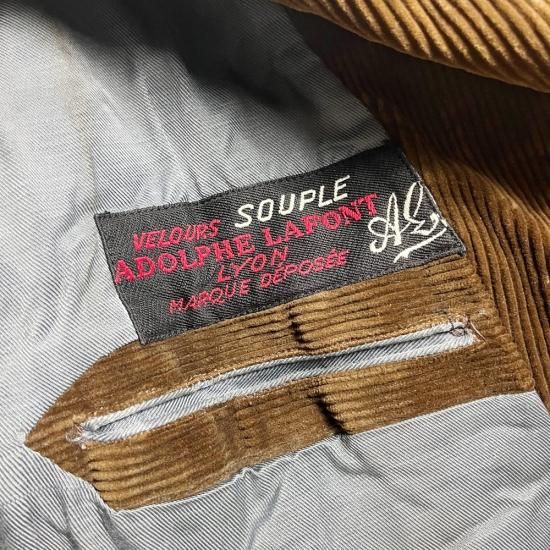 VELOURS SOUPLE
ADOLPHE LAFONT
LYON
MARQUE DÉPOSÉE
AL